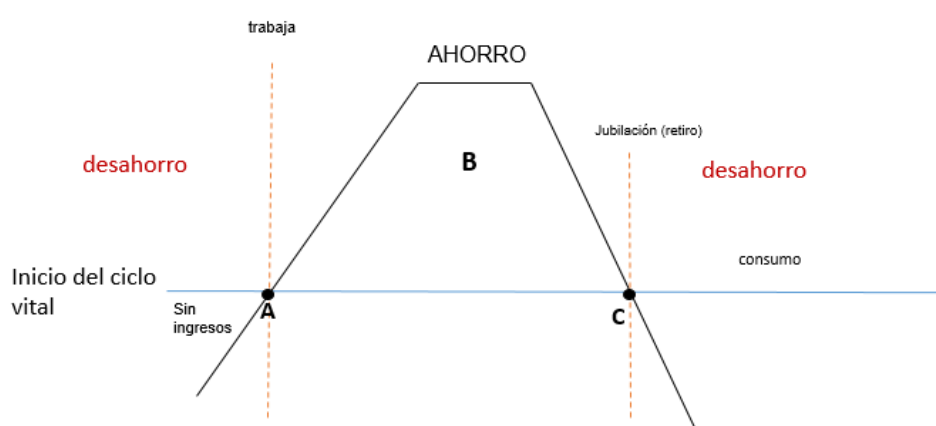 trabaja
AHORRO
Jubilación (retiro)
desahorro
B
desahorro
consumo
Inicio del ciclo
vital
Sin
ingresos
A
C